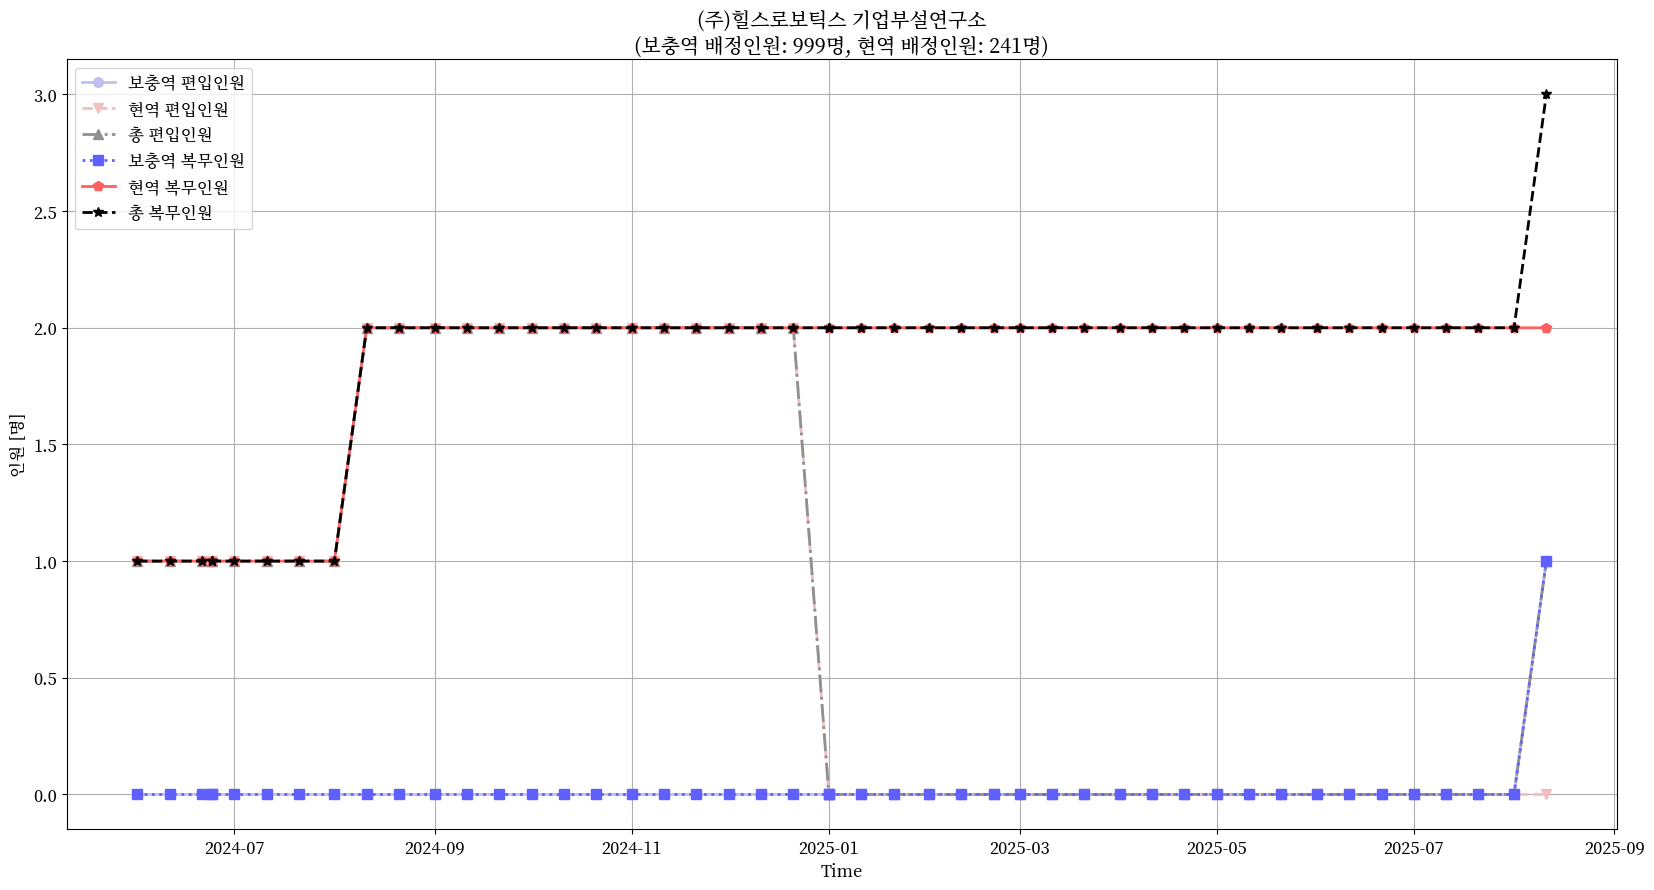 (주)힐스로보틱스 기업부설연구소
(보충역 배정인원: 999명, 현역 배정인원: 241명)
보충역 편입인원
현역 편입인원
총 편입인원
보충역 복무인원
현역 복무인원
총 복무인원
3.0
2.5
2.0
1.5
1.0
0.5
0.0
인원 [명]
2024-07
2024-09
2024-11
2025-01
2025-03
2025-05
2025-07
2025-09
Time